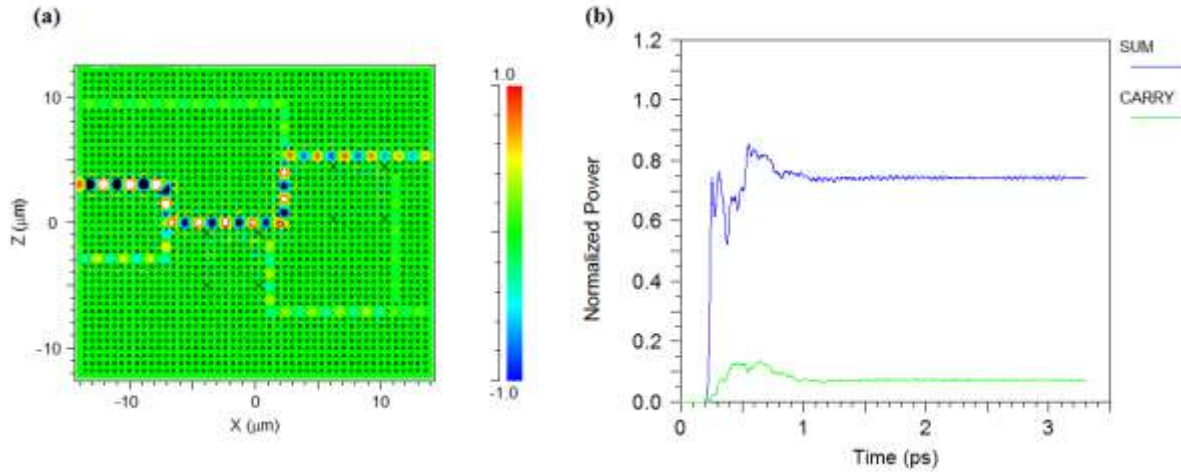 (a)
(b)
1.0
-1.0
10
0
-10
Z (μm)
-10
0
10
X (μm)
1.2
1.0
0.8
0.6
0.4
0.2
0.0
Normalized Power
0
1
2
3
Time (ps)
SUM
CARRY